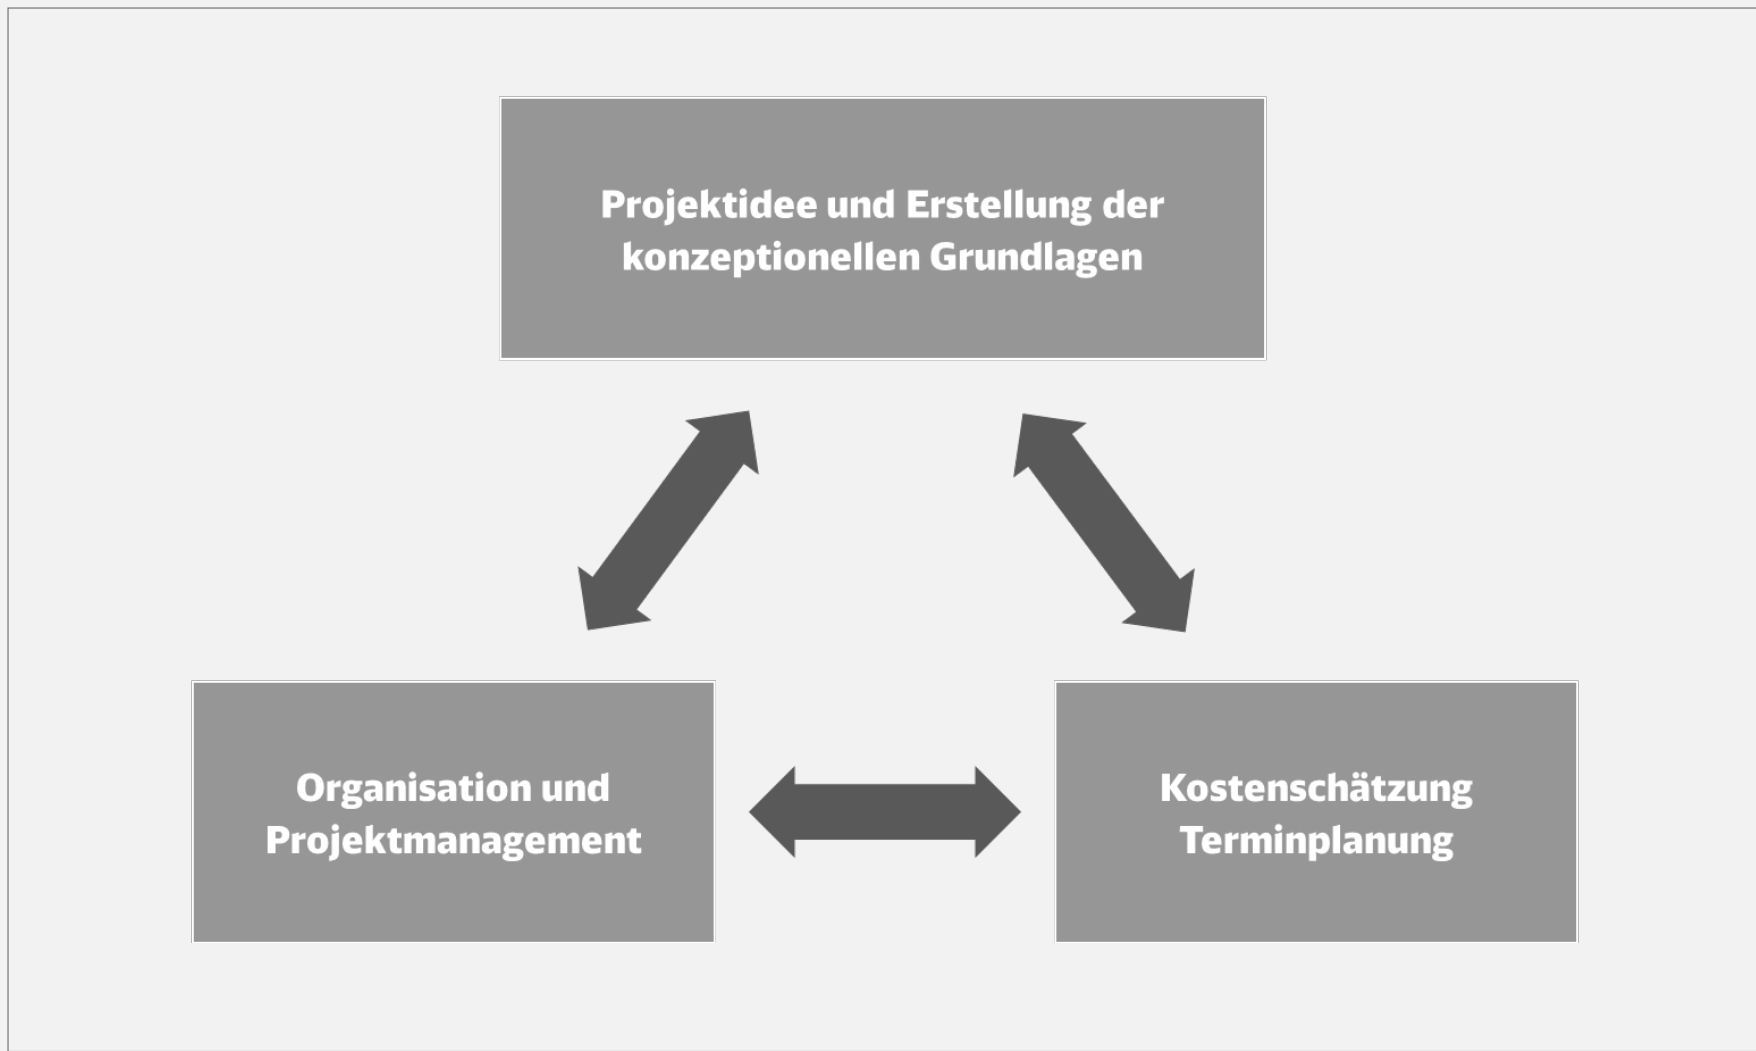 Projektidee und Erstellung der
konzeptionellen Grundlagen
Organisation und
Projektmanagement
Kostenschätzung
Terminplanung